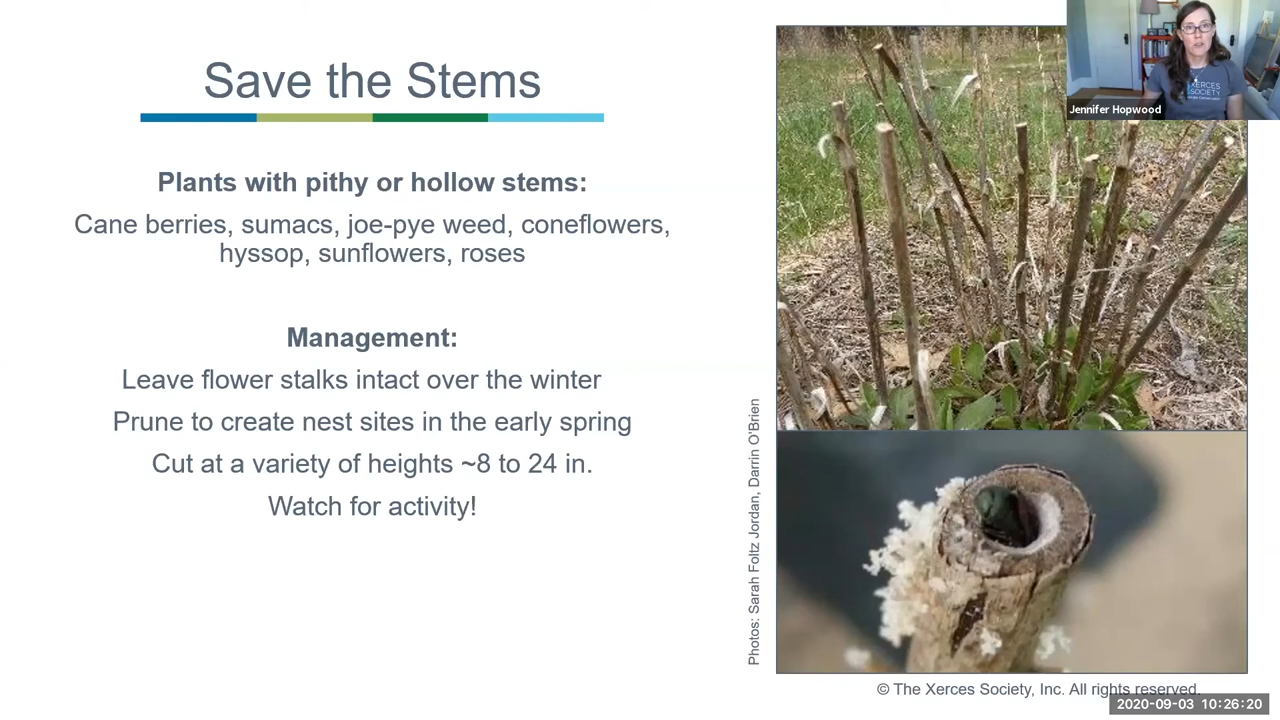 Save the Stems
Plants with pithy or hollow stems:
Cane berries, sumacs, joe-pye weed, coneflowers,
hyssop, sunflowers, roses
Management:
Leave flower stalks intact over the winter
Prune to create nest sites in the early spring
Cut at a variety of heights ~8 to 24 in.
Watch for activity!
Photos: Sarah Foltz Jordan, Darrin O'Brien
XERCES
SOCIETY
Jennifer Hopwood
© The Xerces Society, Inc. All rights reserved.
2020-09-03 10:26:20